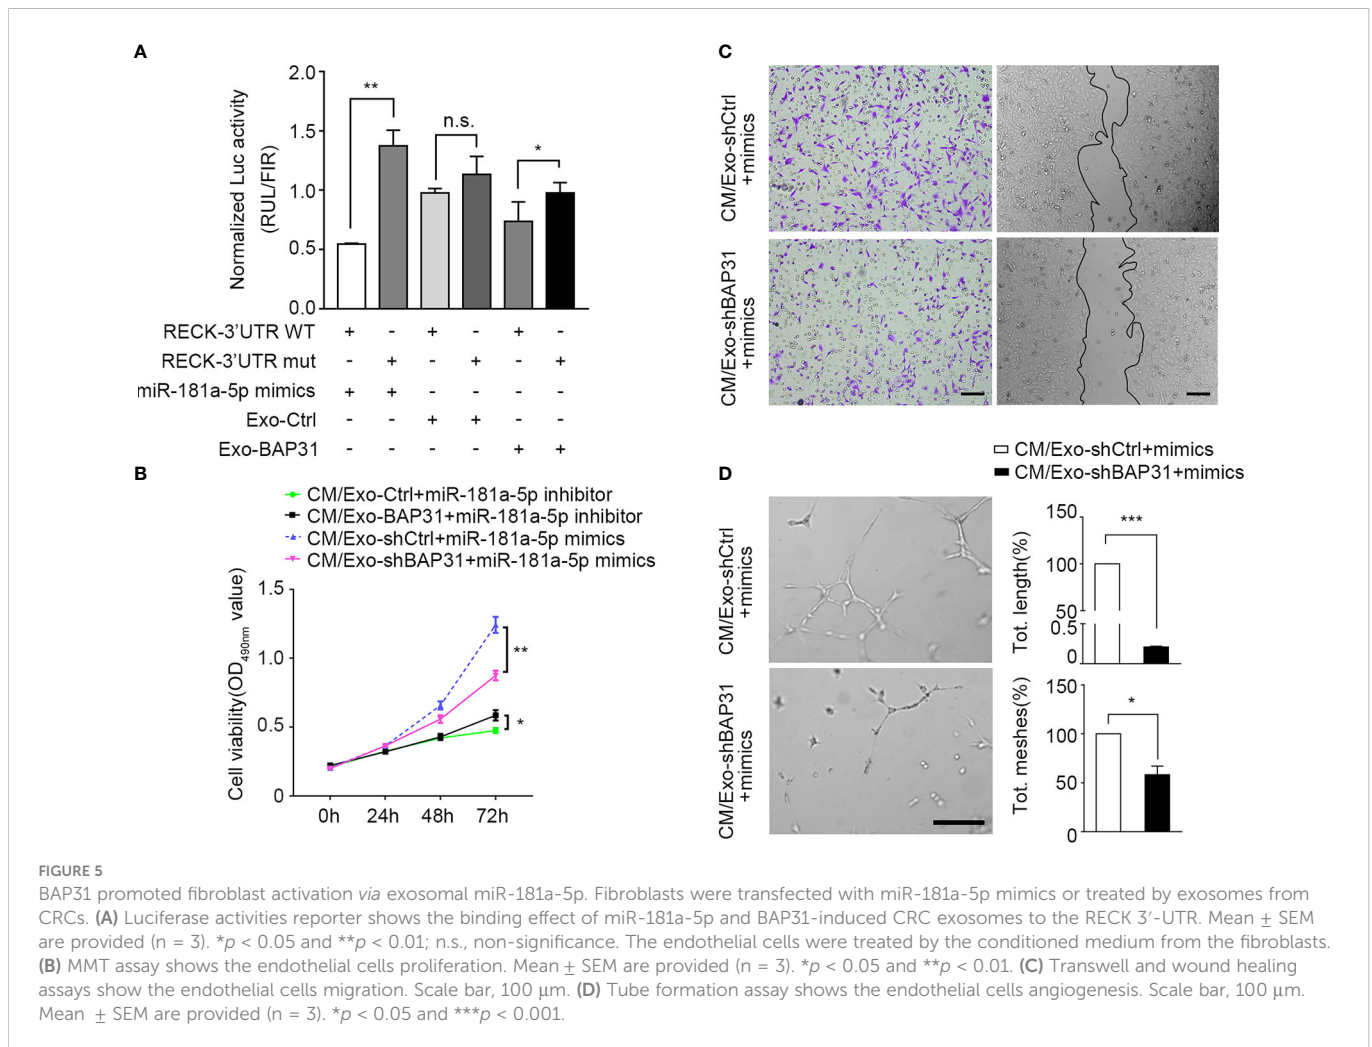 A
2.0
1.5
1.0
0.5
0.0
Normalized Luc activity
(RUL/FIR)
**
n.s.
*
RECK-3'UTR WT + - + - + -
RECK-3'UTR mut - + - + - +
miR-181a-5p mimics + + - - - -
Exo-Ctrl - - + + - -
Exo-BAP31 - - - - + +
B
CM/Exo-Ctrl+miR-181a-5p inhibitor
CM/Exo-BAP31+miR-181a-5p inhibitor
CM/Exo-shCtrl+miR-181a-5p mimics
CM/Exo-shBAP31+miR-181a-5p mimics
Cell viability(OD490nm value)
1.5
1.0
0.5
0
**
*
0h 24h 48h 72h
C
CM/Exo-shCtrl
+mimics
CM/Exo-shBAP31
+mimics
D
CM/Exo-shCtrl+mimics
CM/Exo-shBAP31+mimics
CM/Exo-shCtrl
+mimics
CM/Exo-shBAP31
+mimics
Tot. length(%)
150
100
50
0.5
0
***
Tot. meshes(%)
150
100
50
0
*
FIGURE 5
BAP31 promoted fibroblast activation via exosomal miR-181a-5p. Fibroblasts were transfected with miR-181a-5p mimics or treated by exosomes from
CRCs. (A) Luciferase activities reporter shows the binding effect of miR-181a-5p and BAP31-induced CRC exosomes to the RECK 3′-UTR. Mean ± SEM
are provided (n = 3). *p < 0.05 and **p < 0.01; n.s., non-significance. The endothelial cells were treated by the conditioned medium from the fibroblasts.
(B) MMT assay shows the endothelial cells proliferation. Mean ± SEM are provided (n = 3). *p < 0.05 and **p < 0.01. (C) Transwell and wound healing
assays show the endothelial cells migration. Scale bar, 100 μm. (D) Tube formation assay shows the endothelial cells angiogenesis. Scale bar, 100 μm.
Mean ± SEM are provided (n = 3). *p < 0.05 and ***p < 0.001.